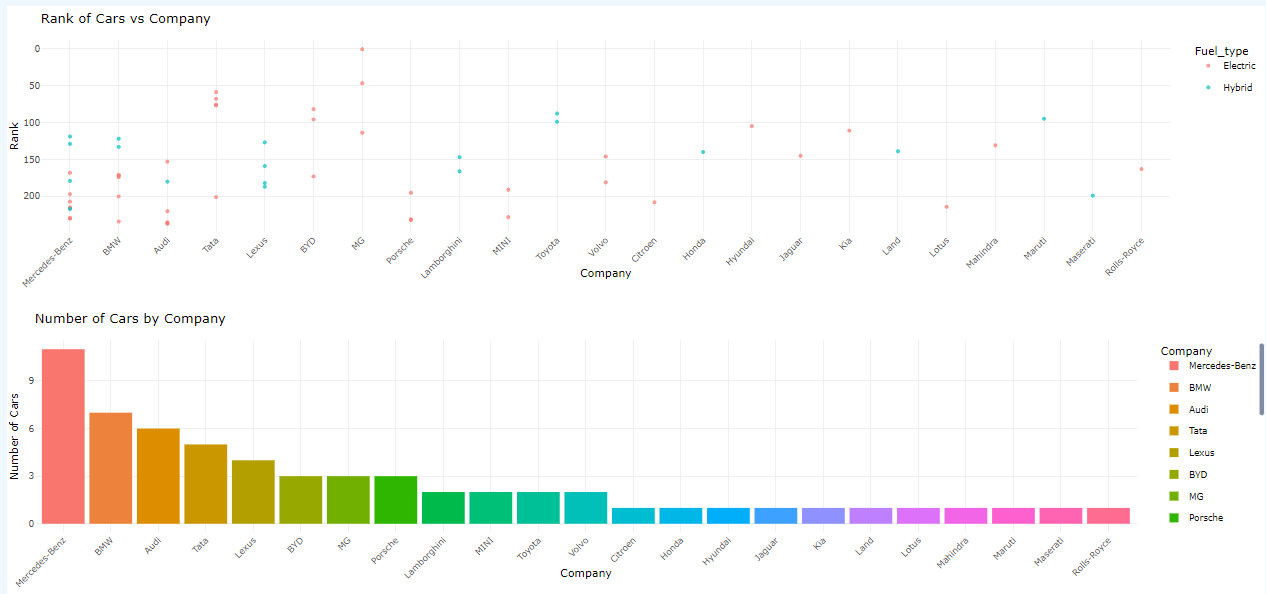 Rank of Cars vs Company
Rank
0
50
100
150
200
Mercedes-Benz
BMW
Audi
Tata
Lexus
BYD
MG
Porsche
Lamborghini
MINI
Toyota
Volvo
Citroen
Honda
Hyundai
Jaguar
Kia
Land
Lotus
Mahindra
Maruti
Maserati
Rolls-Royce
Company
Fuel_type
Electric
Hybrid
Number of Cars by Company
Number of Cars
9
6
3
0
Mercedes-Benz
BMW
Audi
Tata
Lexus
BYD
MG
Porsche
Lamborghini
MINI
Toyota
Volvo
Citroen
Honda
Hyundai
Jaguar
Kia
Land
Lotus
Mahindra
Maruti
Maserati
Rolls-Royce
Company
Company
Mercedes-Benz
BMW
Audi
Tata
Lexus
BYD
MG
Porsche